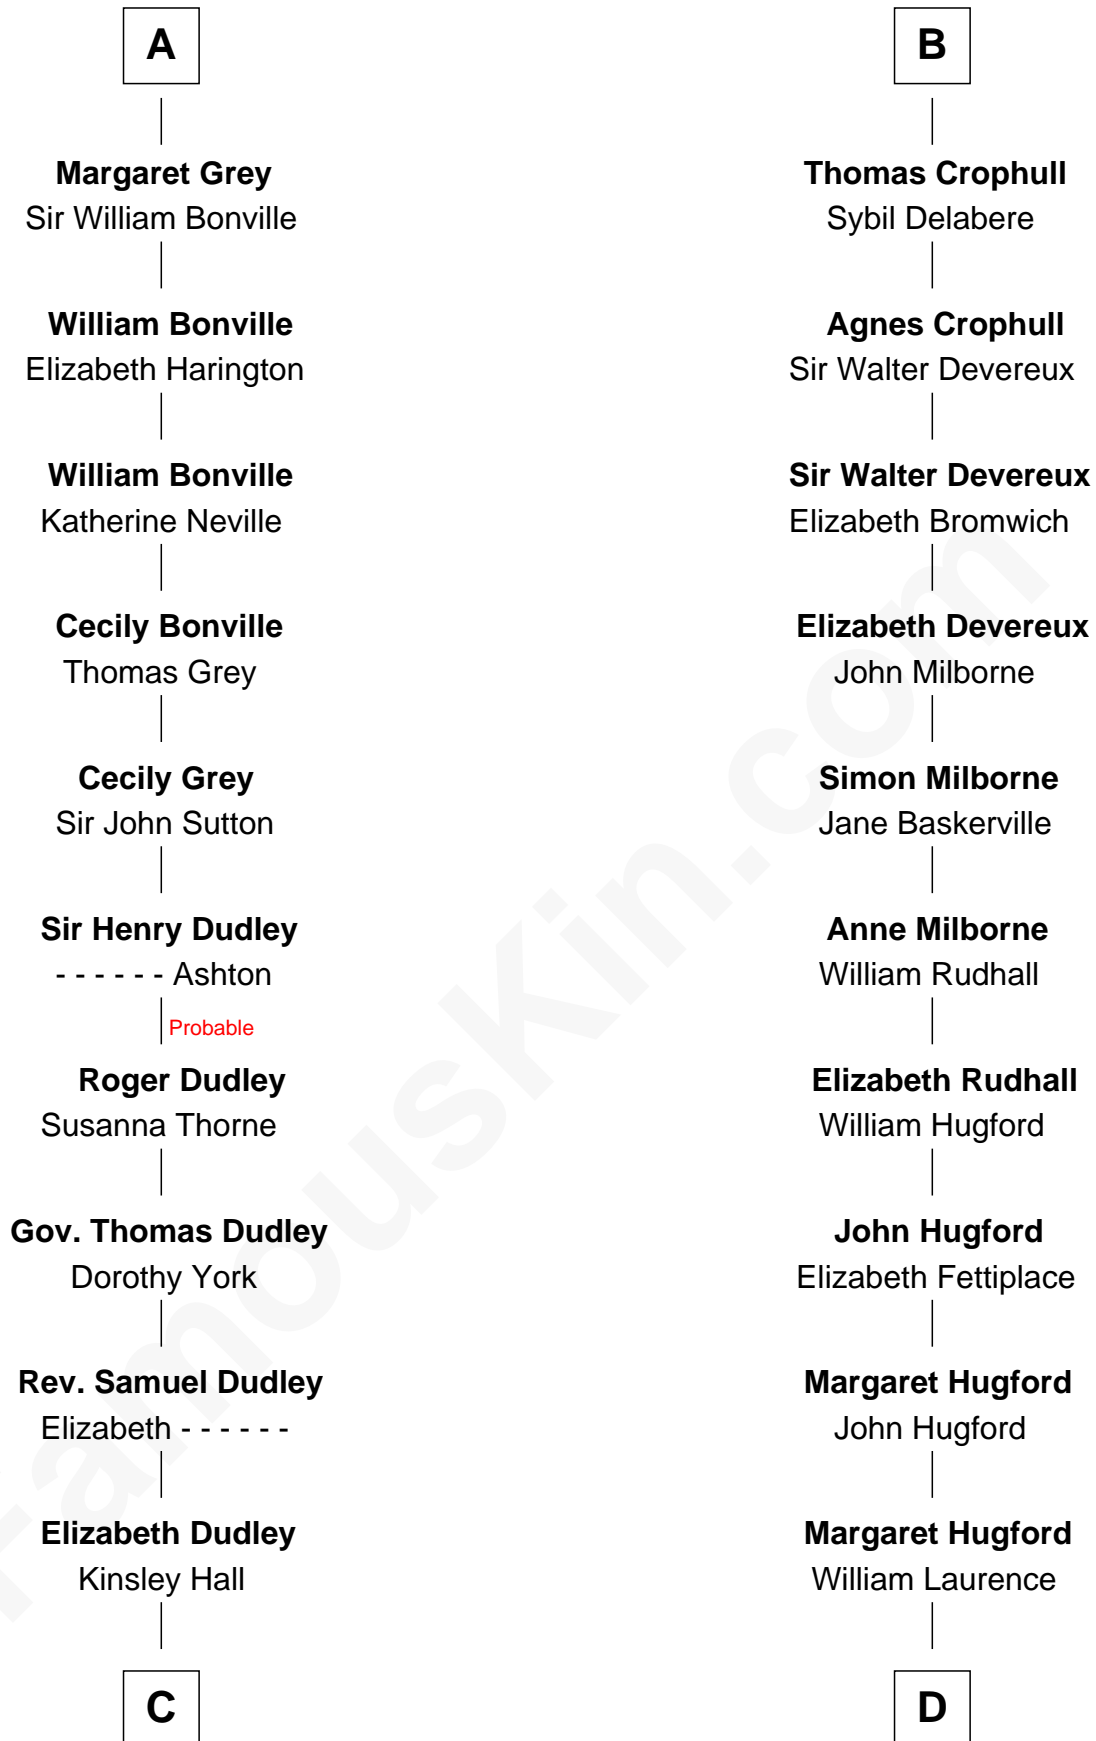 A
Margaret Grey
Sir William Bonville
William Bonville
Elizabeth Harington
William Bonville
Katherine Neville
Cecily Bonville
Thomas Grey
Cecily Grey
Sir John Sutton
Sir Henry Dudley
- - - - - - Ashton
Probable
Roger Dudley
Susanna Thorne
Gov. Thomas Dudley
Dorothy York
Rev. Samuel Dudley
Elizabeth - - - - - -
Elizabeth Dudley
Kinsley Hall
C
B
Thomas Crophull
Sybil Delabere
Agnes Crophull
Sir Walter Devereux
Sir Walter Devereux
Elizabeth Bromwich
Elizabeth Devereux
John Milborne
Simon Milborne
Jane Baskerville
Anne Milborne
William Rudhall
Elizabeth Rudhall
William Hugford
John Hugford
Elizabeth Fettiplace
Margaret Hugford
John Hugford
Margaret Hugford
William Laurence
D
FamousKin.com